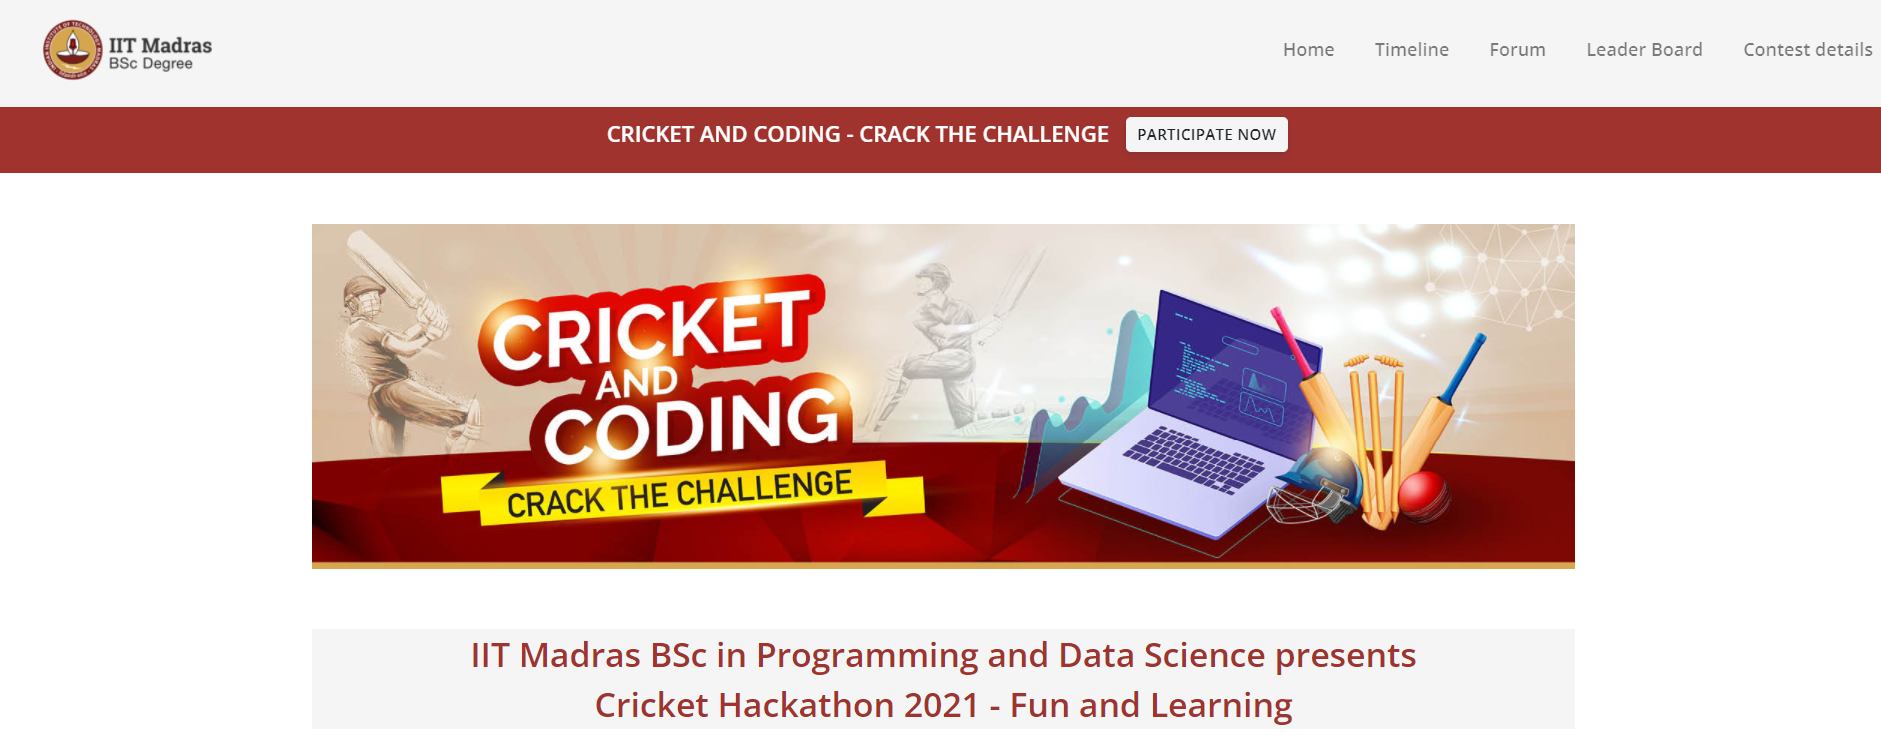 IIT Madras
BSc Degree
Home Timeline Forum Leader Board Contest details
CRICKET AND CODING - CRACK THE CHALLENGE PARTICIPATE NOW
CRICKET
AND
CODING
CRACK THE CHALLENGE
IIT Madras BSc in Programming and Data Science presents
Cricket Hackathon 2021 - Fun and Learning